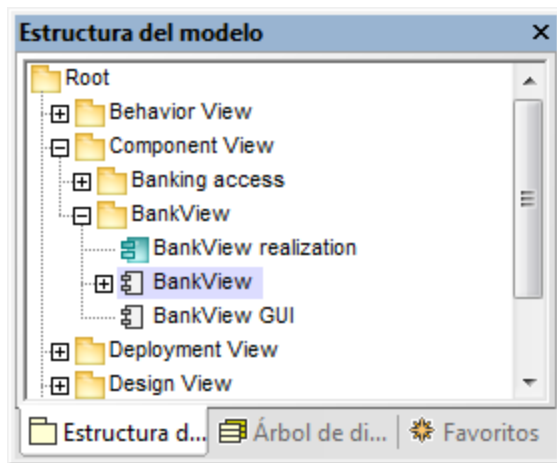 Estructura del modelo
Root
Behavior View
Component View
Banking access
BankView
BankView realization
BankView
BankView GUI
Deployment View
Design View
Estructura d... Árbol de di... Favoritos